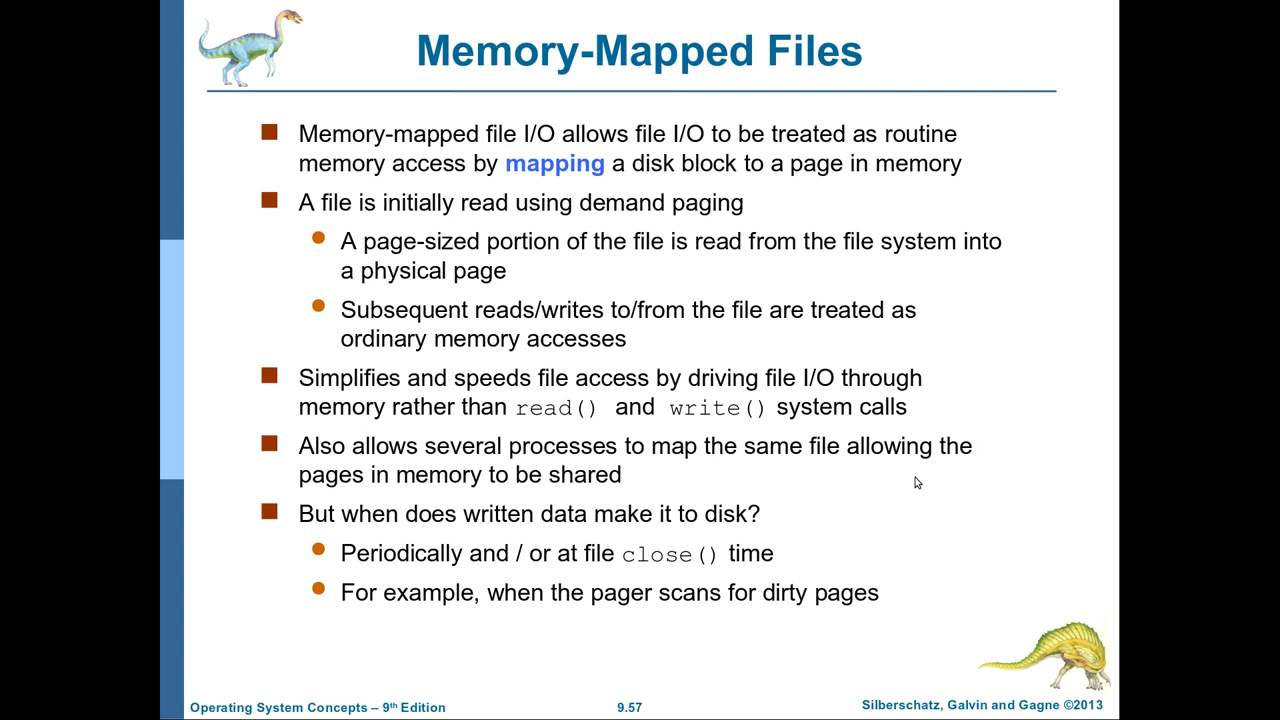 Memory-Mapped Files
Memory-mapped file I/O allows file I/O to be treated as routine
memory access by mapping a disk block to a page in memory
A file is initially read using demand paging
A page-sized portion of the file is read from the file system into
a physical page
Subsequent reads/writes to/from the file are treated as
ordinary memory accesses
Simplifies and speeds file access by driving file I/O through
memory rather than read() and write() system calls
Also allows several processes to map the same file allowing the
pages in memory to be shared
But when does written data make it to disk?
Periodically and / or at file close() time
For example, when the pager scans for dirty pages
Operating System Concepts – 9th Edition
9.57
Silberschatz, Galvin and Gagne ©2013